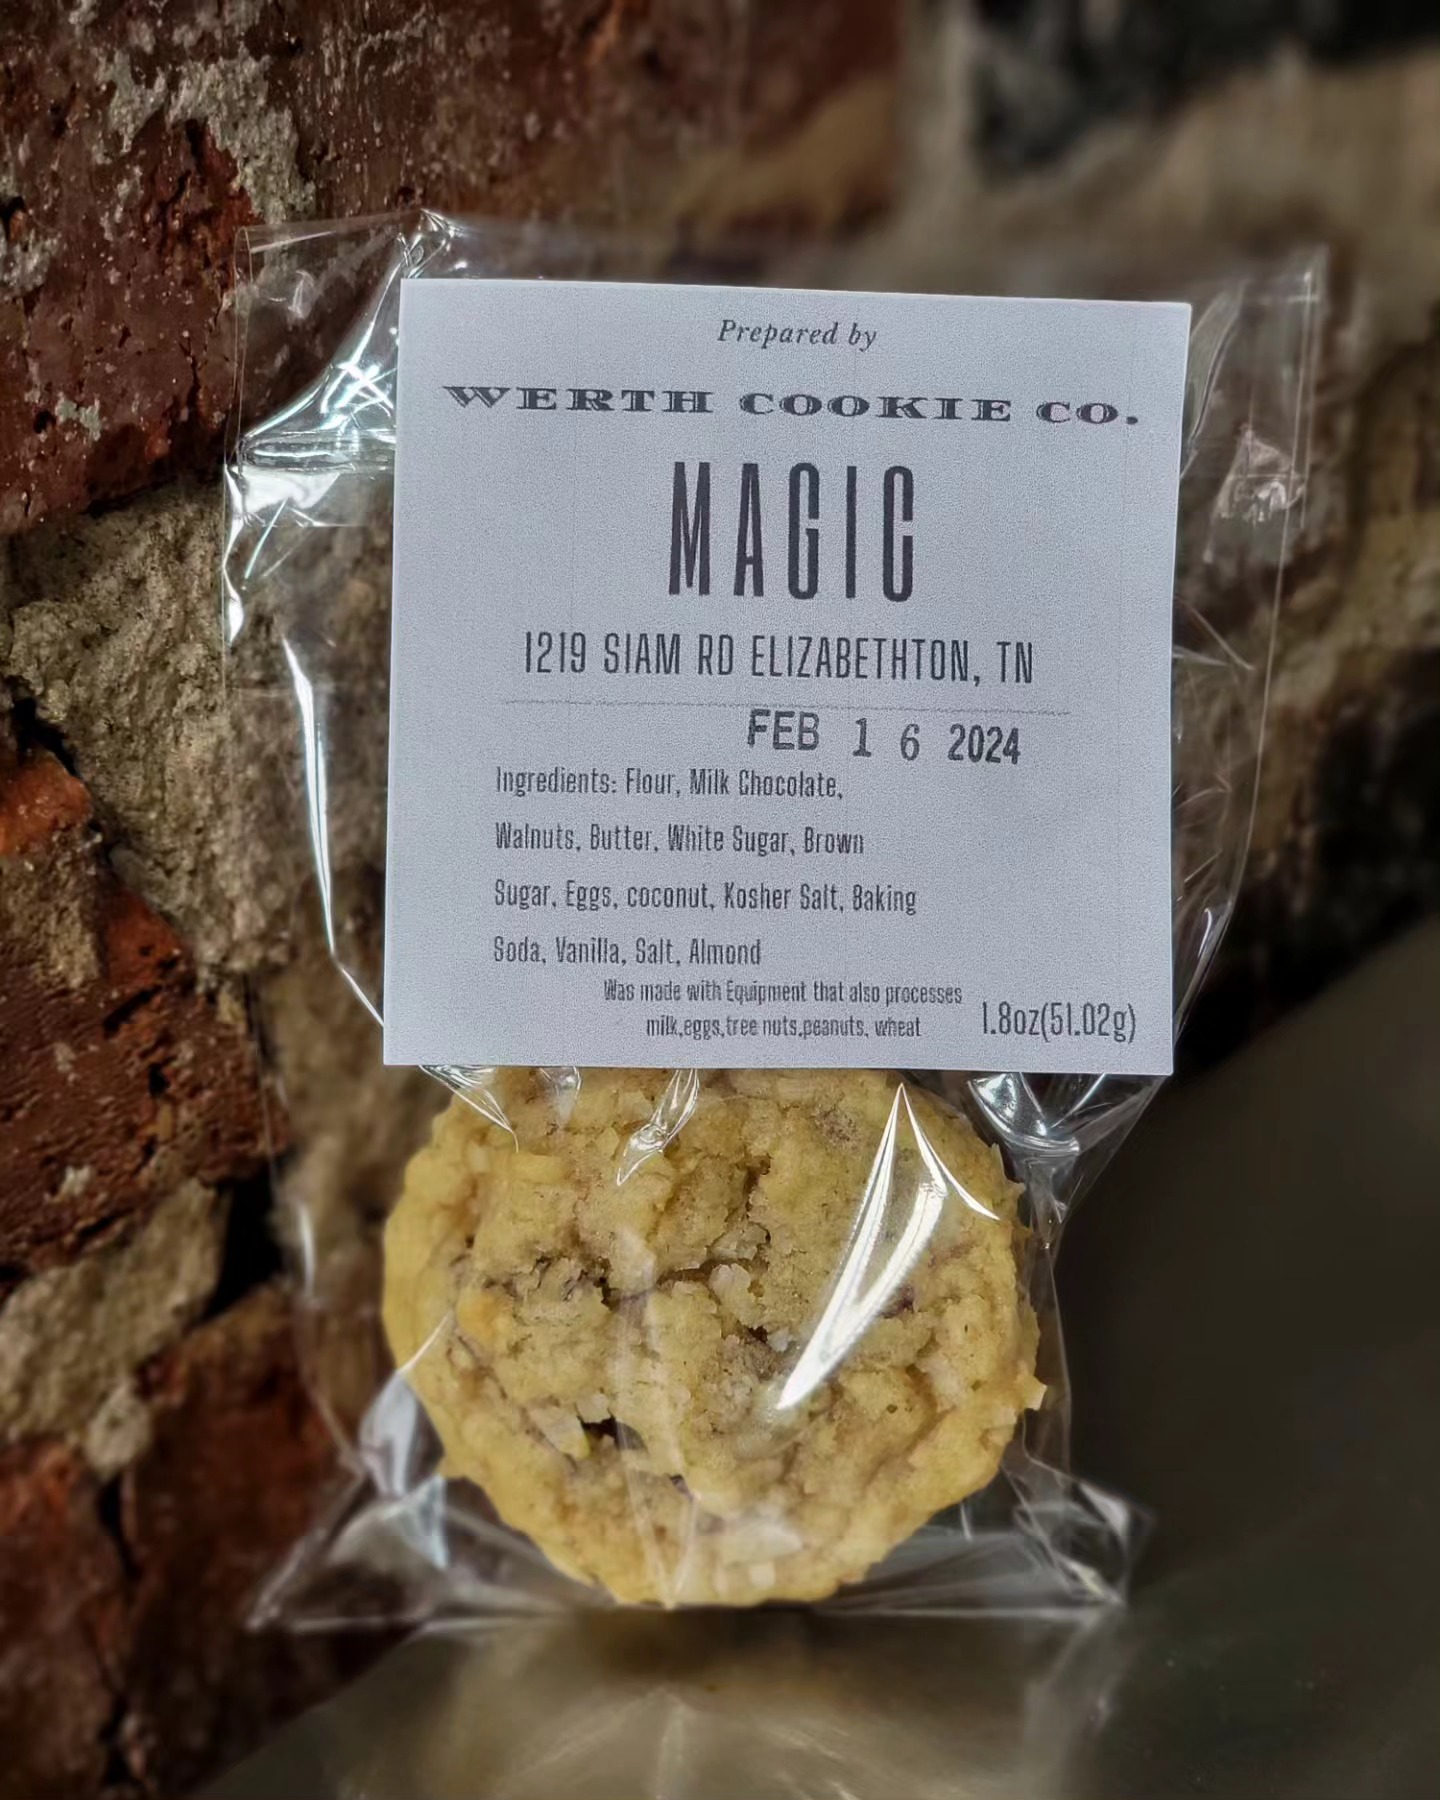 Prepared by
WERTH COOKIE CO.
MAGIC
1219 SIAM RD ELIZABETHTON, TN
FEB 1 6 2024
Ingredients: Flour, Milk Chocolate,
Walnuts, Butter, White Sugar, Brown
Sugar, Eggs, coconut, Kosher Salt, Baking
Soda, Vanilla, Salt, Almond
Was made with Equipment that also processes
milk,eggs,tree nuts,peanuts, wheat
1.8oz(51.02g)